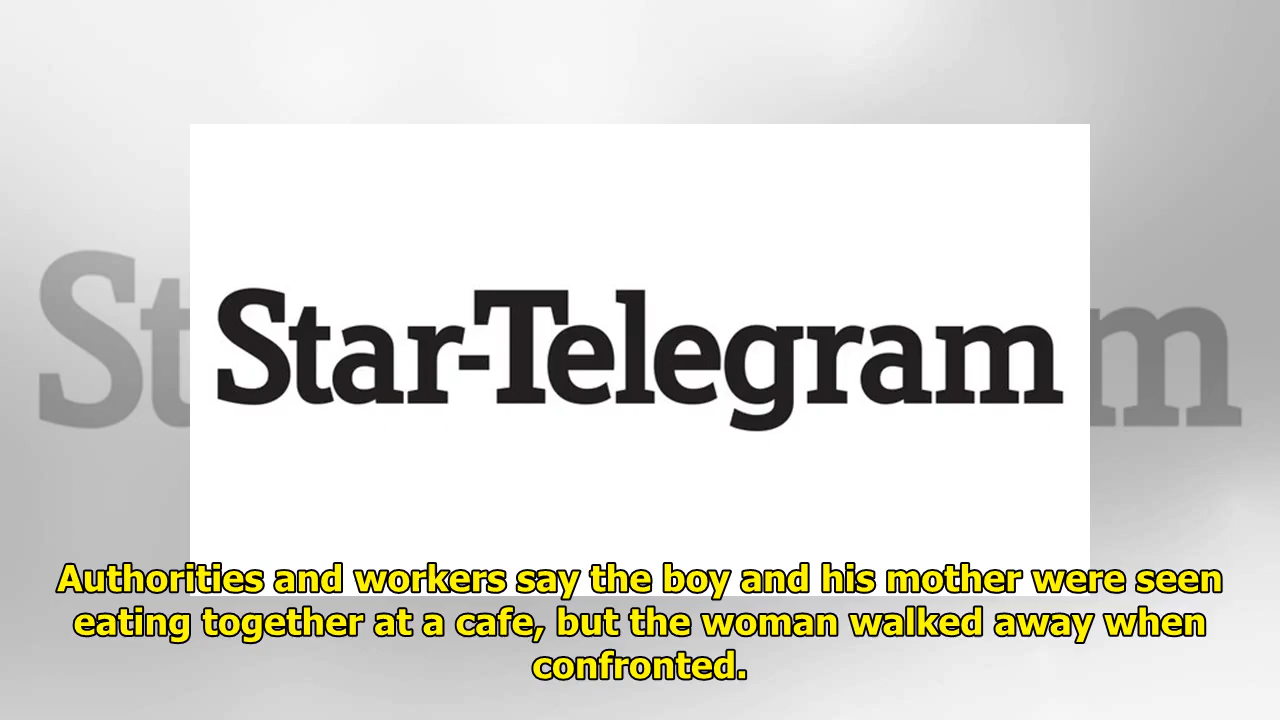 Star-Telegram
Authorities and workers say the boy and his mother were seen
eating together at a cafe, but the woman walked away when
confronted.